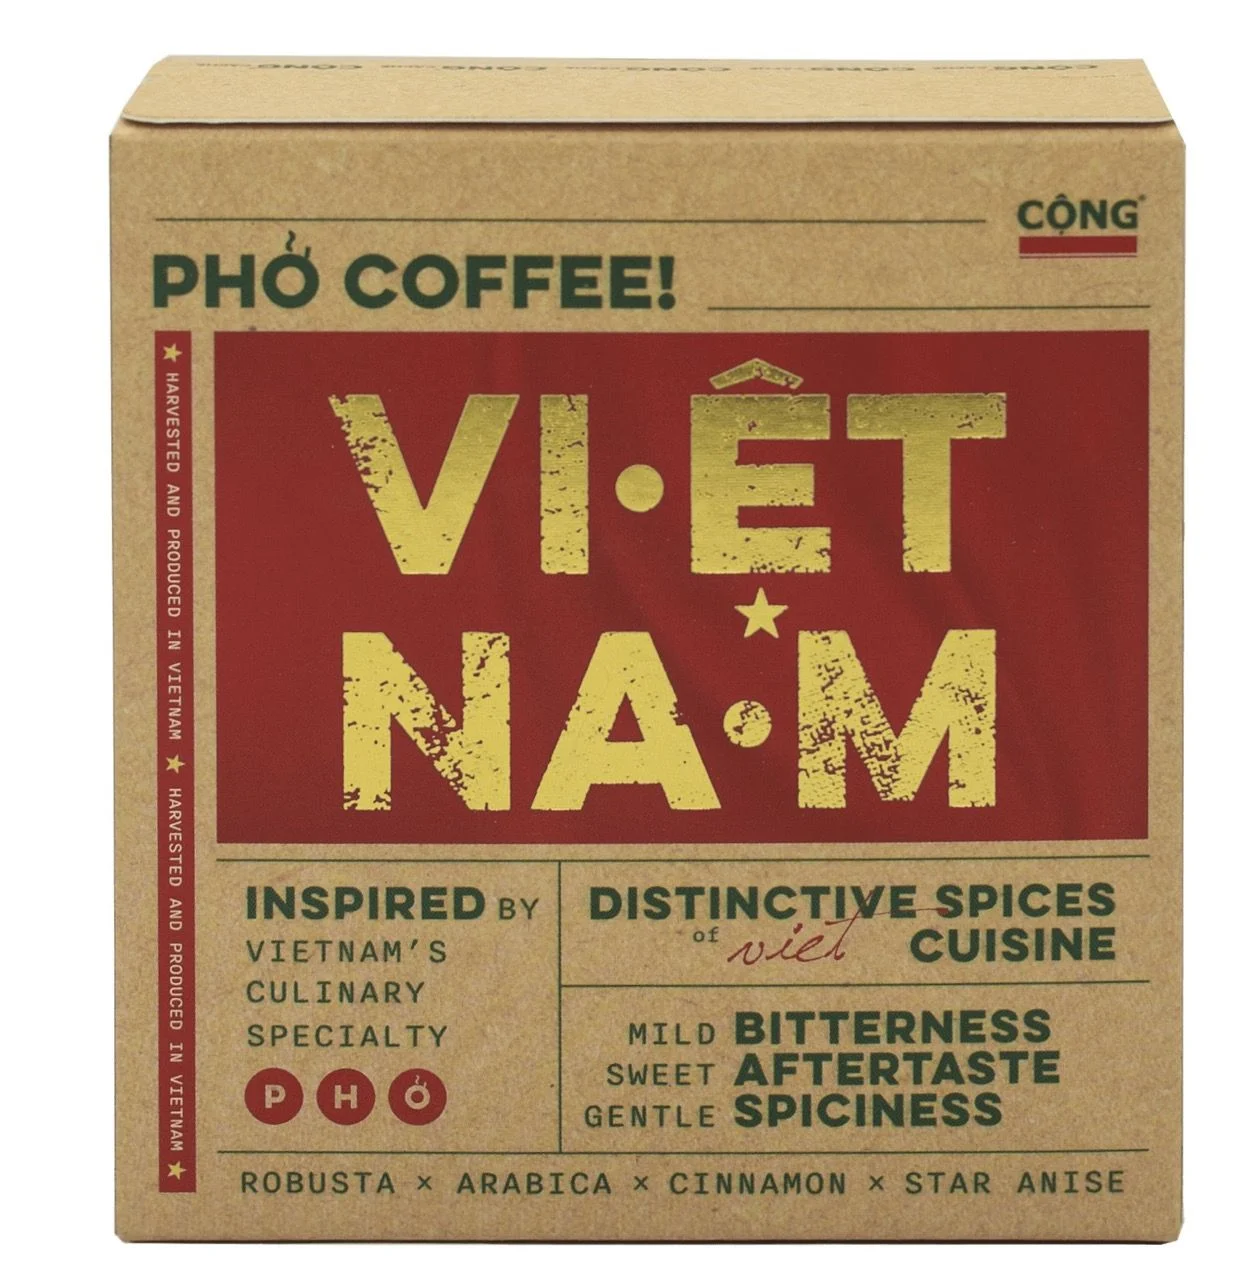 CỘNG
PHỞ COFFEE!
★ HARVESTED AND PRODUCED IN VIETNAM ★ HARVESTED AND PRODUCED IN VIETNAM ★
VI•ÊT
NA•M
INSPIRED BY
VIETNAM'S
CULINARY
SPECIALTY
PHỞ
DISTINCTIVE SPICES
of viet CUISINE
MILD BITTERNESS
SWEET AFTERTASTE
GENTLE SPICINESS
ROBUSTA × ARABICA × CINNAMON × STAR ANISE